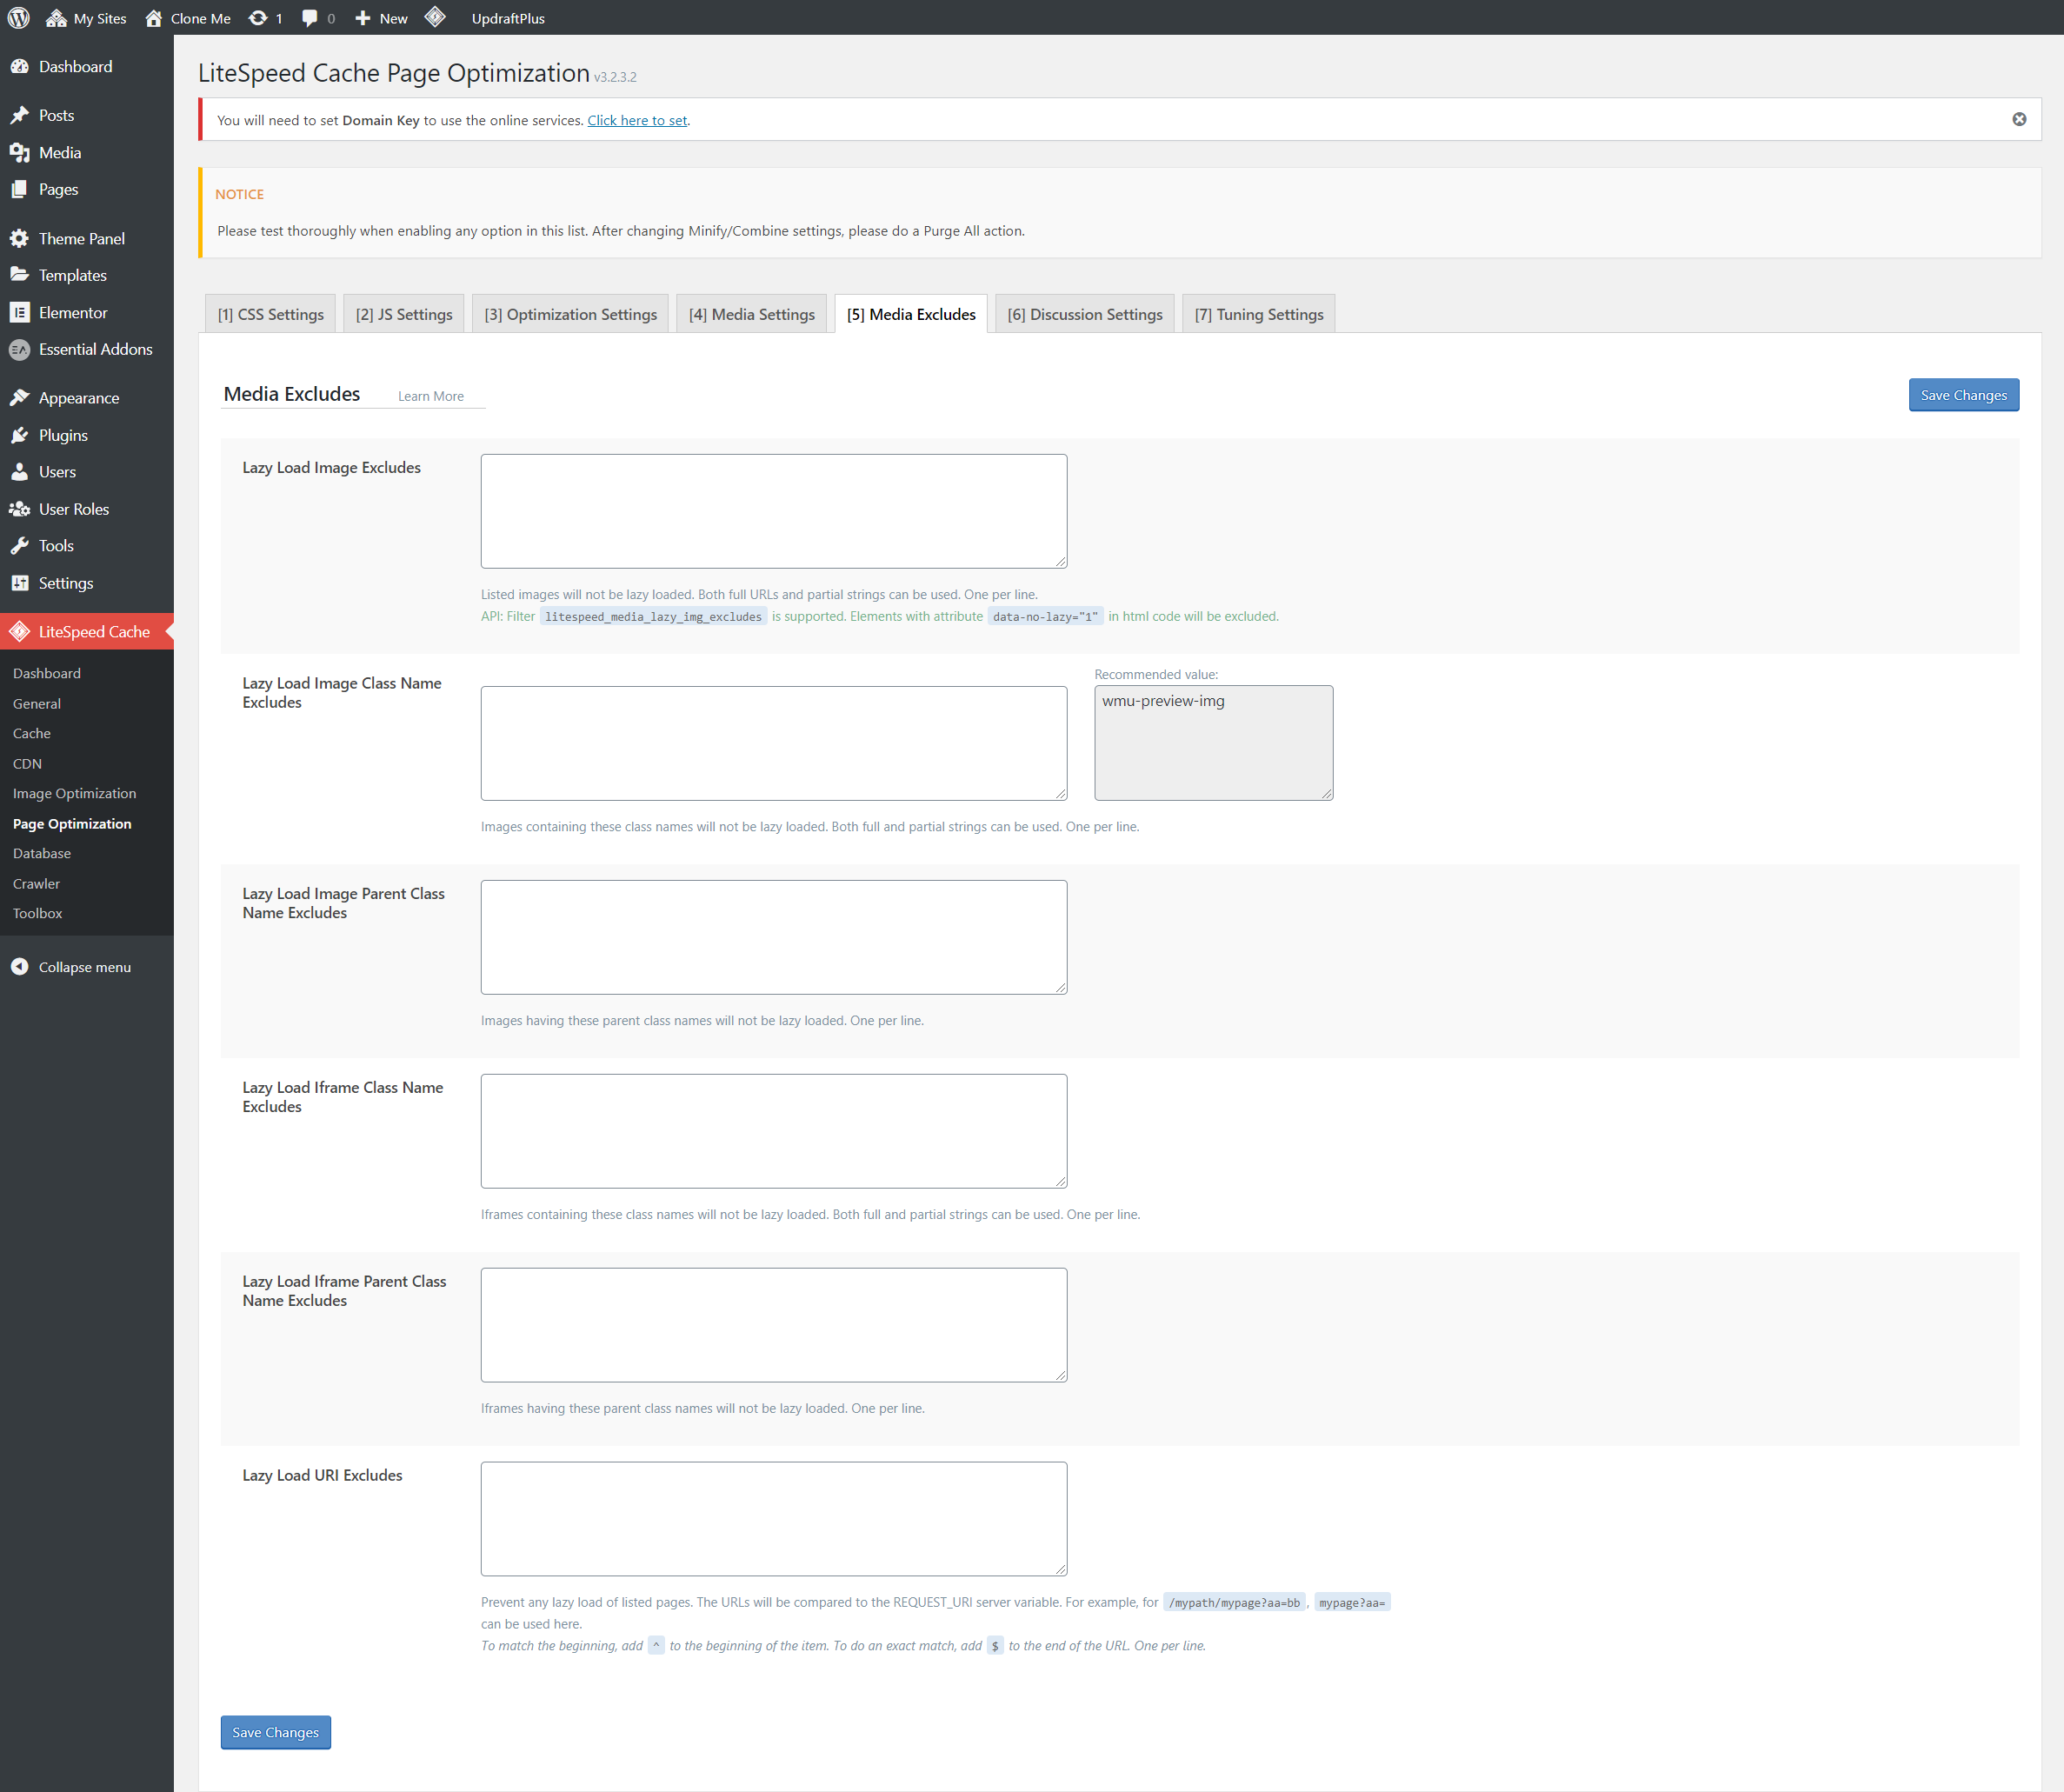 My Sites Clone Me 1 0 New UpdraftPlus
Dashboard
Posts
Media
Pages
Theme Panel
Templates
Elementor
Essential Addons
Appearance
Plugins
Users
User Roles
Tools
Settings
LiteSpeed Cache
Dashboard
General
Cache
CDN
Image Optimization
Page Optimization
Database
Crawler
Toolbox
Collapse menu
LiteSpeed Cache Page Optimization v3.2.3.2
You will need to set Domain Key to use the online services. Click here to set.
NOTICE
Please test thoroughly when enabling any option in this list. After changing Minify/Combine settings, please do a Purge All action.
[1] CSS Settings [2] JS Settings [3] Optimization Settings [4] Media Settings [5] Media Excludes [6] Discussion Settings [7] Tuning Settings
Media Excludes Learn More Save Changes
Lazy Load Image Excludes
Listed images will not be lazy loaded. Both full URLs and partial strings can be used. One per line.
API: Filter litespeed_media_lazy_img_excludes is supported. Elements with attribute data-no-lazy="1" in html code will be excluded.
Lazy Load Image Class Name
Excludes
Recommended value:
wmu-preview-img
Images containing these class names will not be lazy loaded. Both full and partial strings can be used. One per line.
Lazy Load Image Parent Class
Name Excludes
Images having these parent class names will not be lazy loaded. One per line.
Lazy Load Iframe Class Name
Excludes
Iframes containing these class names will not be lazy loaded. Both full and partial strings can be used. One per line.
Lazy Load Iframe Parent Class
Name Excludes
Iframes having these parent class names will not be lazy loaded. One per line.
Lazy Load URI Excludes
Prevent any lazy load of listed pages. The URLs will be compared to the REQUEST_URI server variable. For example, for /mypath/mypage?aa=bb , mypage?aa=
can be used here.
To match the beginning, add ^ to the beginning of the item. To do an exact match, add $ to the end of the URL. One per line.
Save Changes